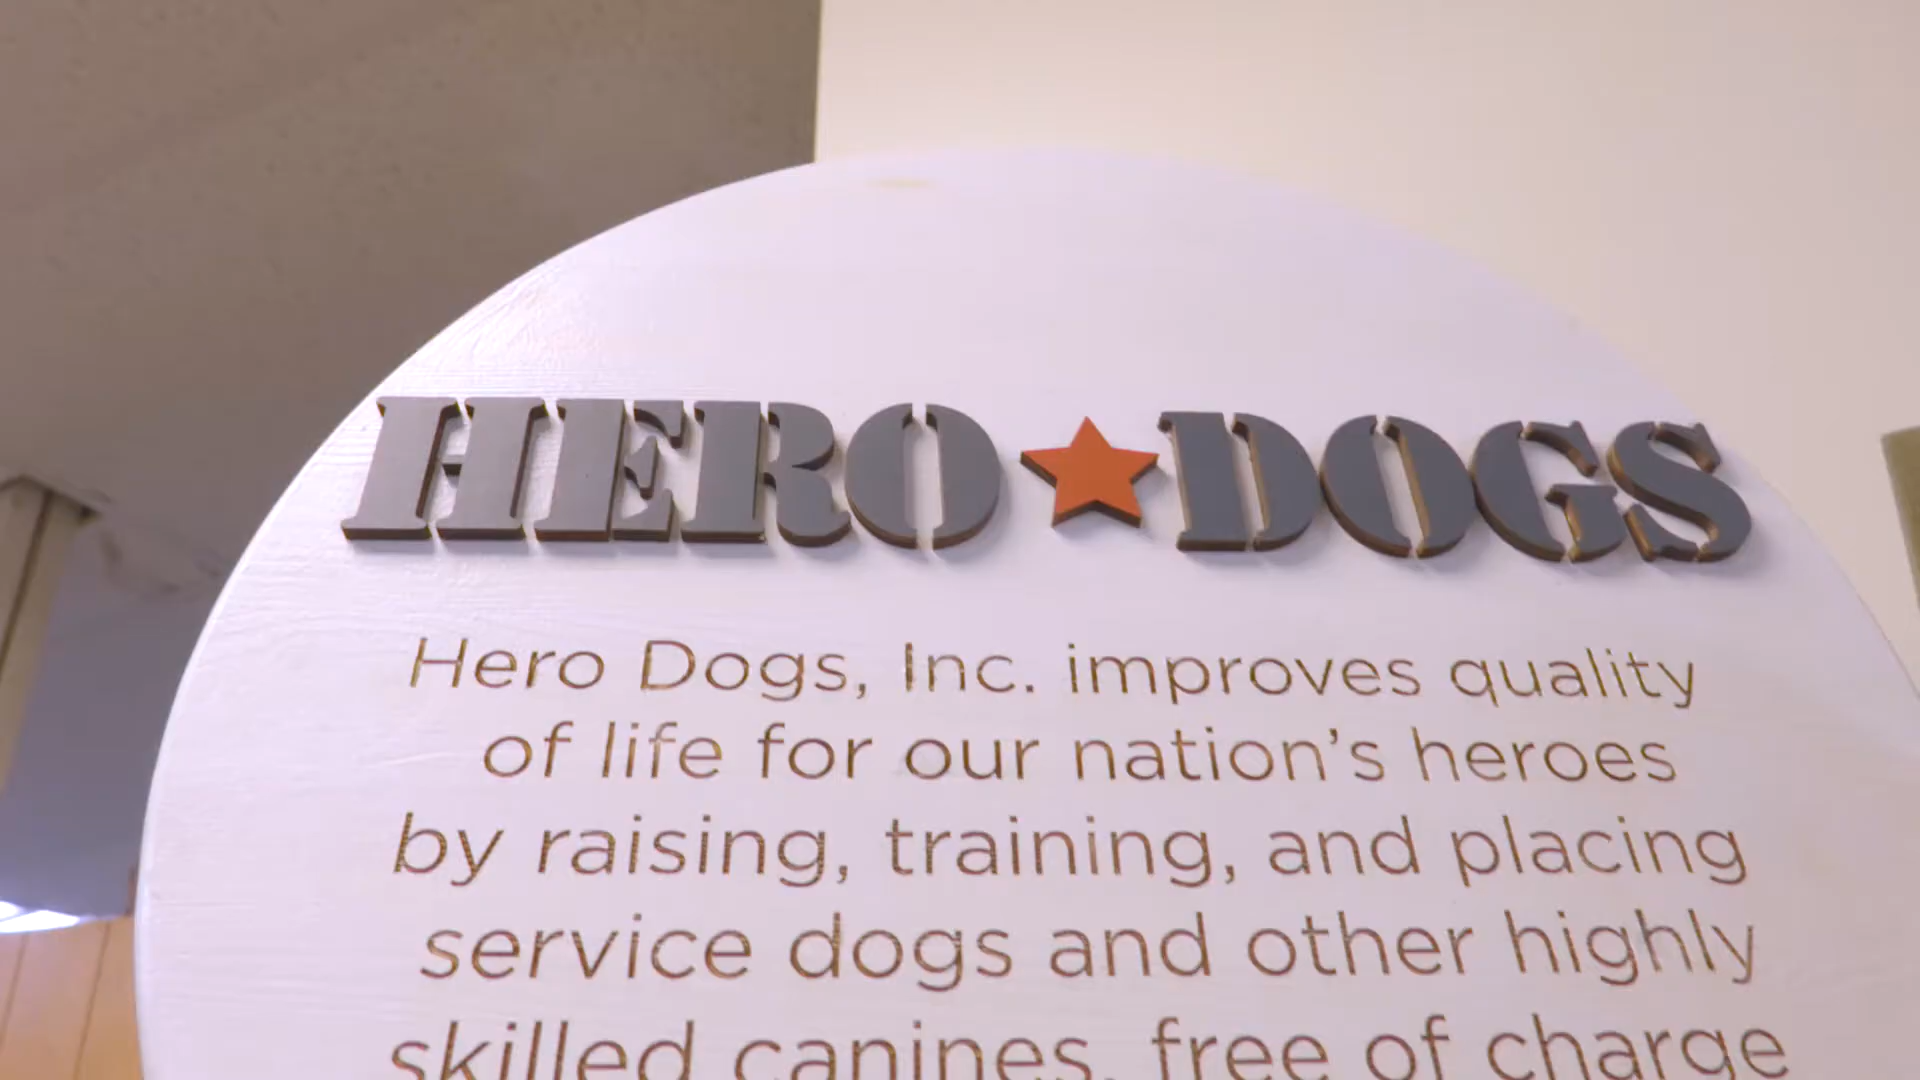 HERO DOGS
Hero Dogs, Inc. improves quality
of life for our nation's heroes
by raising, training, and placing
service dogs and other highly
skilled canines, free of charge